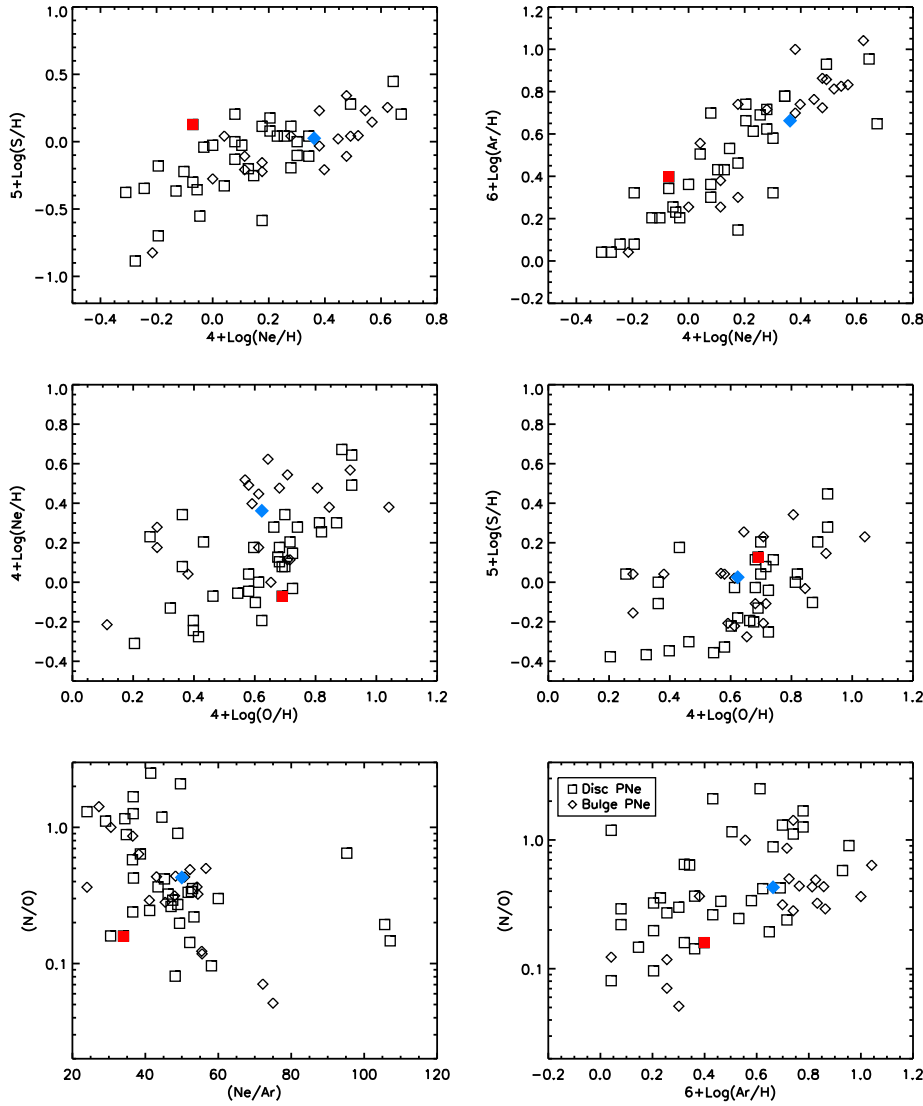 1.0
0.5
0.0
−0.5
−1.0
5+Log(S/H)
−0.4 −0.2 0.0 0.2 0.4 0.6 0.8
4+Log(Ne/H)
1.2
1.0
0.8
0.6
0.4
0.2
0.0
−0.2
6+Log(Ar/H)
−0.4 −0.2 0.0 0.2 0.4 0.6 0.8
4+Log(Ne/H)
1.0
0.8
0.6
0.4
0.2
0.0
−0.2
−0.4
4+Log(Ne/H)
0.0 0.2 0.4 0.6 0.8 1.0 1.2
4+Log(O/H)
1.0
0.8
0.6
0.4
0.2
0.0
−0.2
−0.4
5+Log(S/H)
0.0 0.2 0.4 0.6 0.8 1.0 1.2
4+Log(O/H)
1.0
0.1
(N/O)
20 40 60 80 100 120
(Ne/Ar)
Disc PNe
Bulge PNe
1.0
0.1
(N/O)
−0.2 0.0 0.2 0.4 0.6 0.8 1.0 1.2
6+Log(Ar/H)